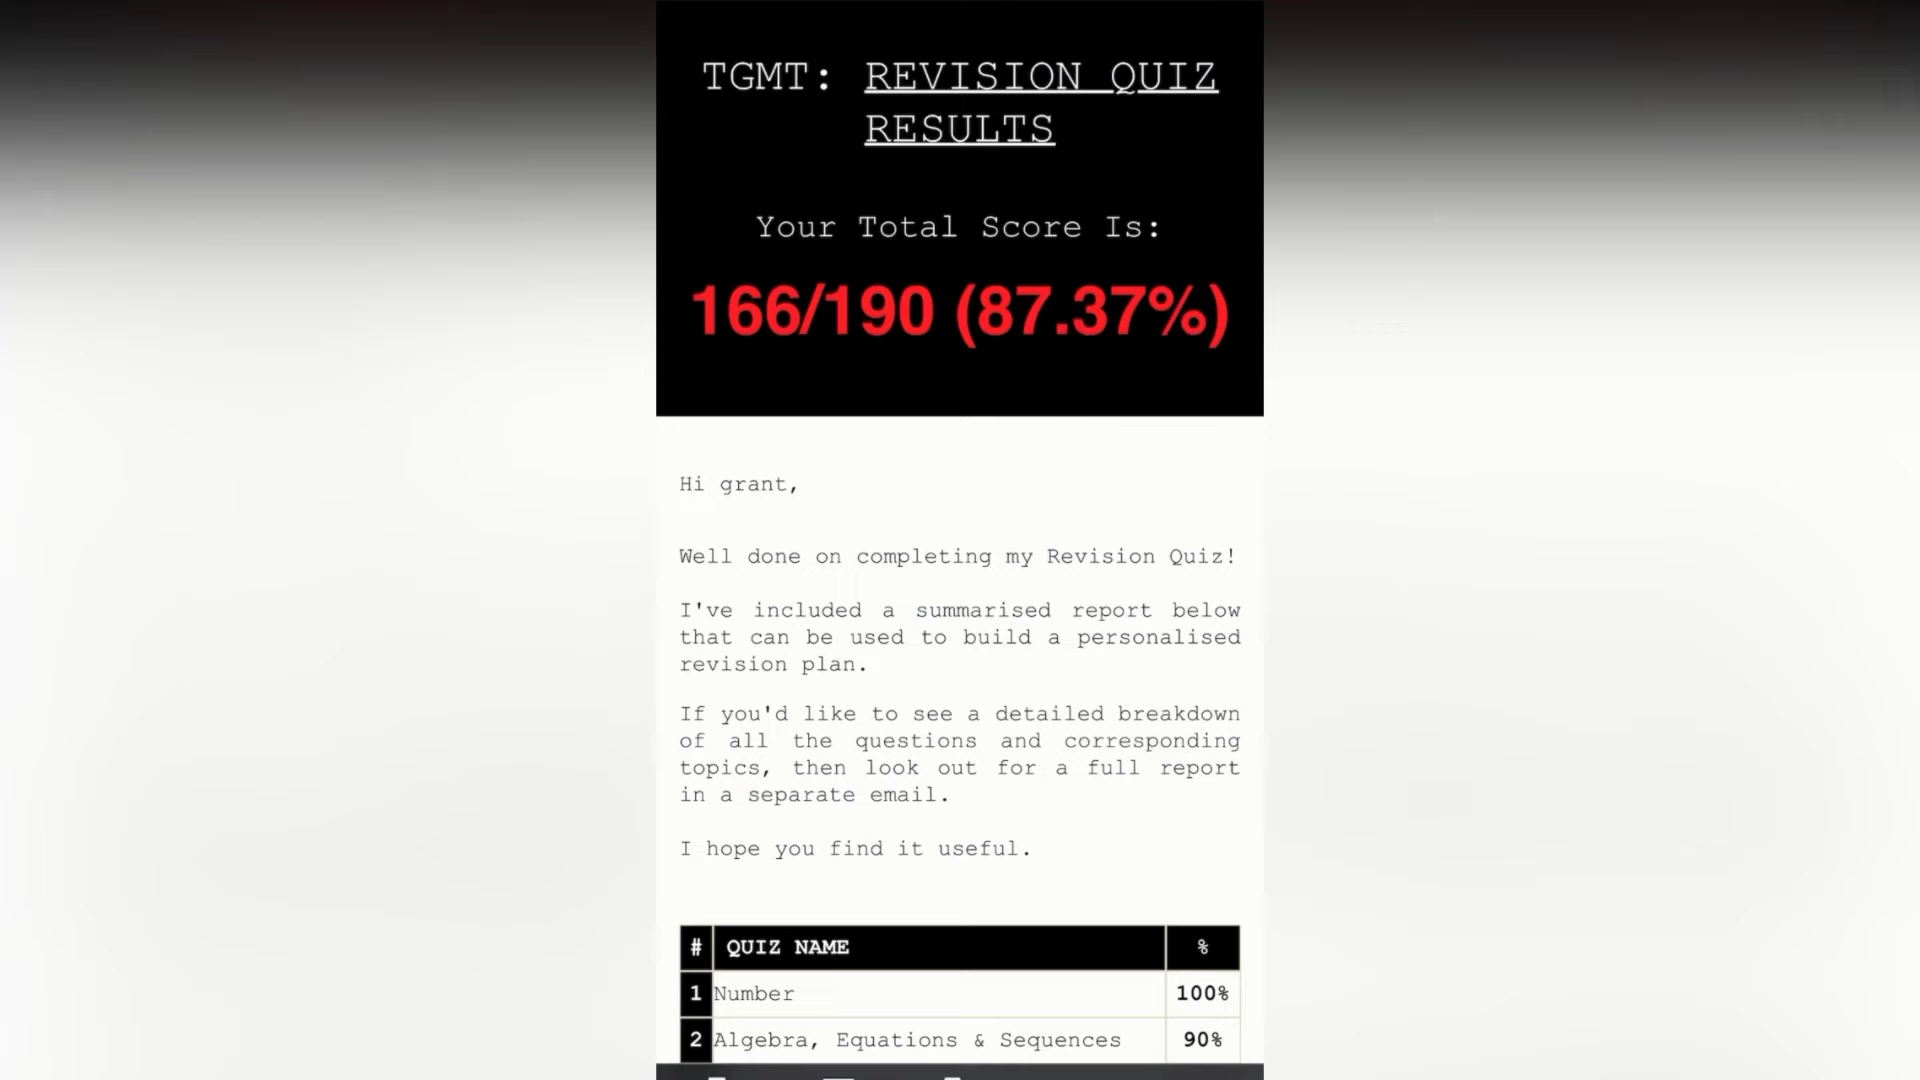 TGMT: REVISION QUIZ
RESULTS
Your Total Score Is:
166/190 (87.37%)
Hi grant,
Well done on completing my Revision Quiz!
I've included a summarised report below
that can be used to build a personalised
revision plan.
If you'd like to see a detailed breakdown
of all the questions and corresponding
topics, then look out for a full report
in a separate email.
I hope you find it useful.
# QUIZ NAME %
1 Number 100%
2 Algebra, Equations & Sequences 90%